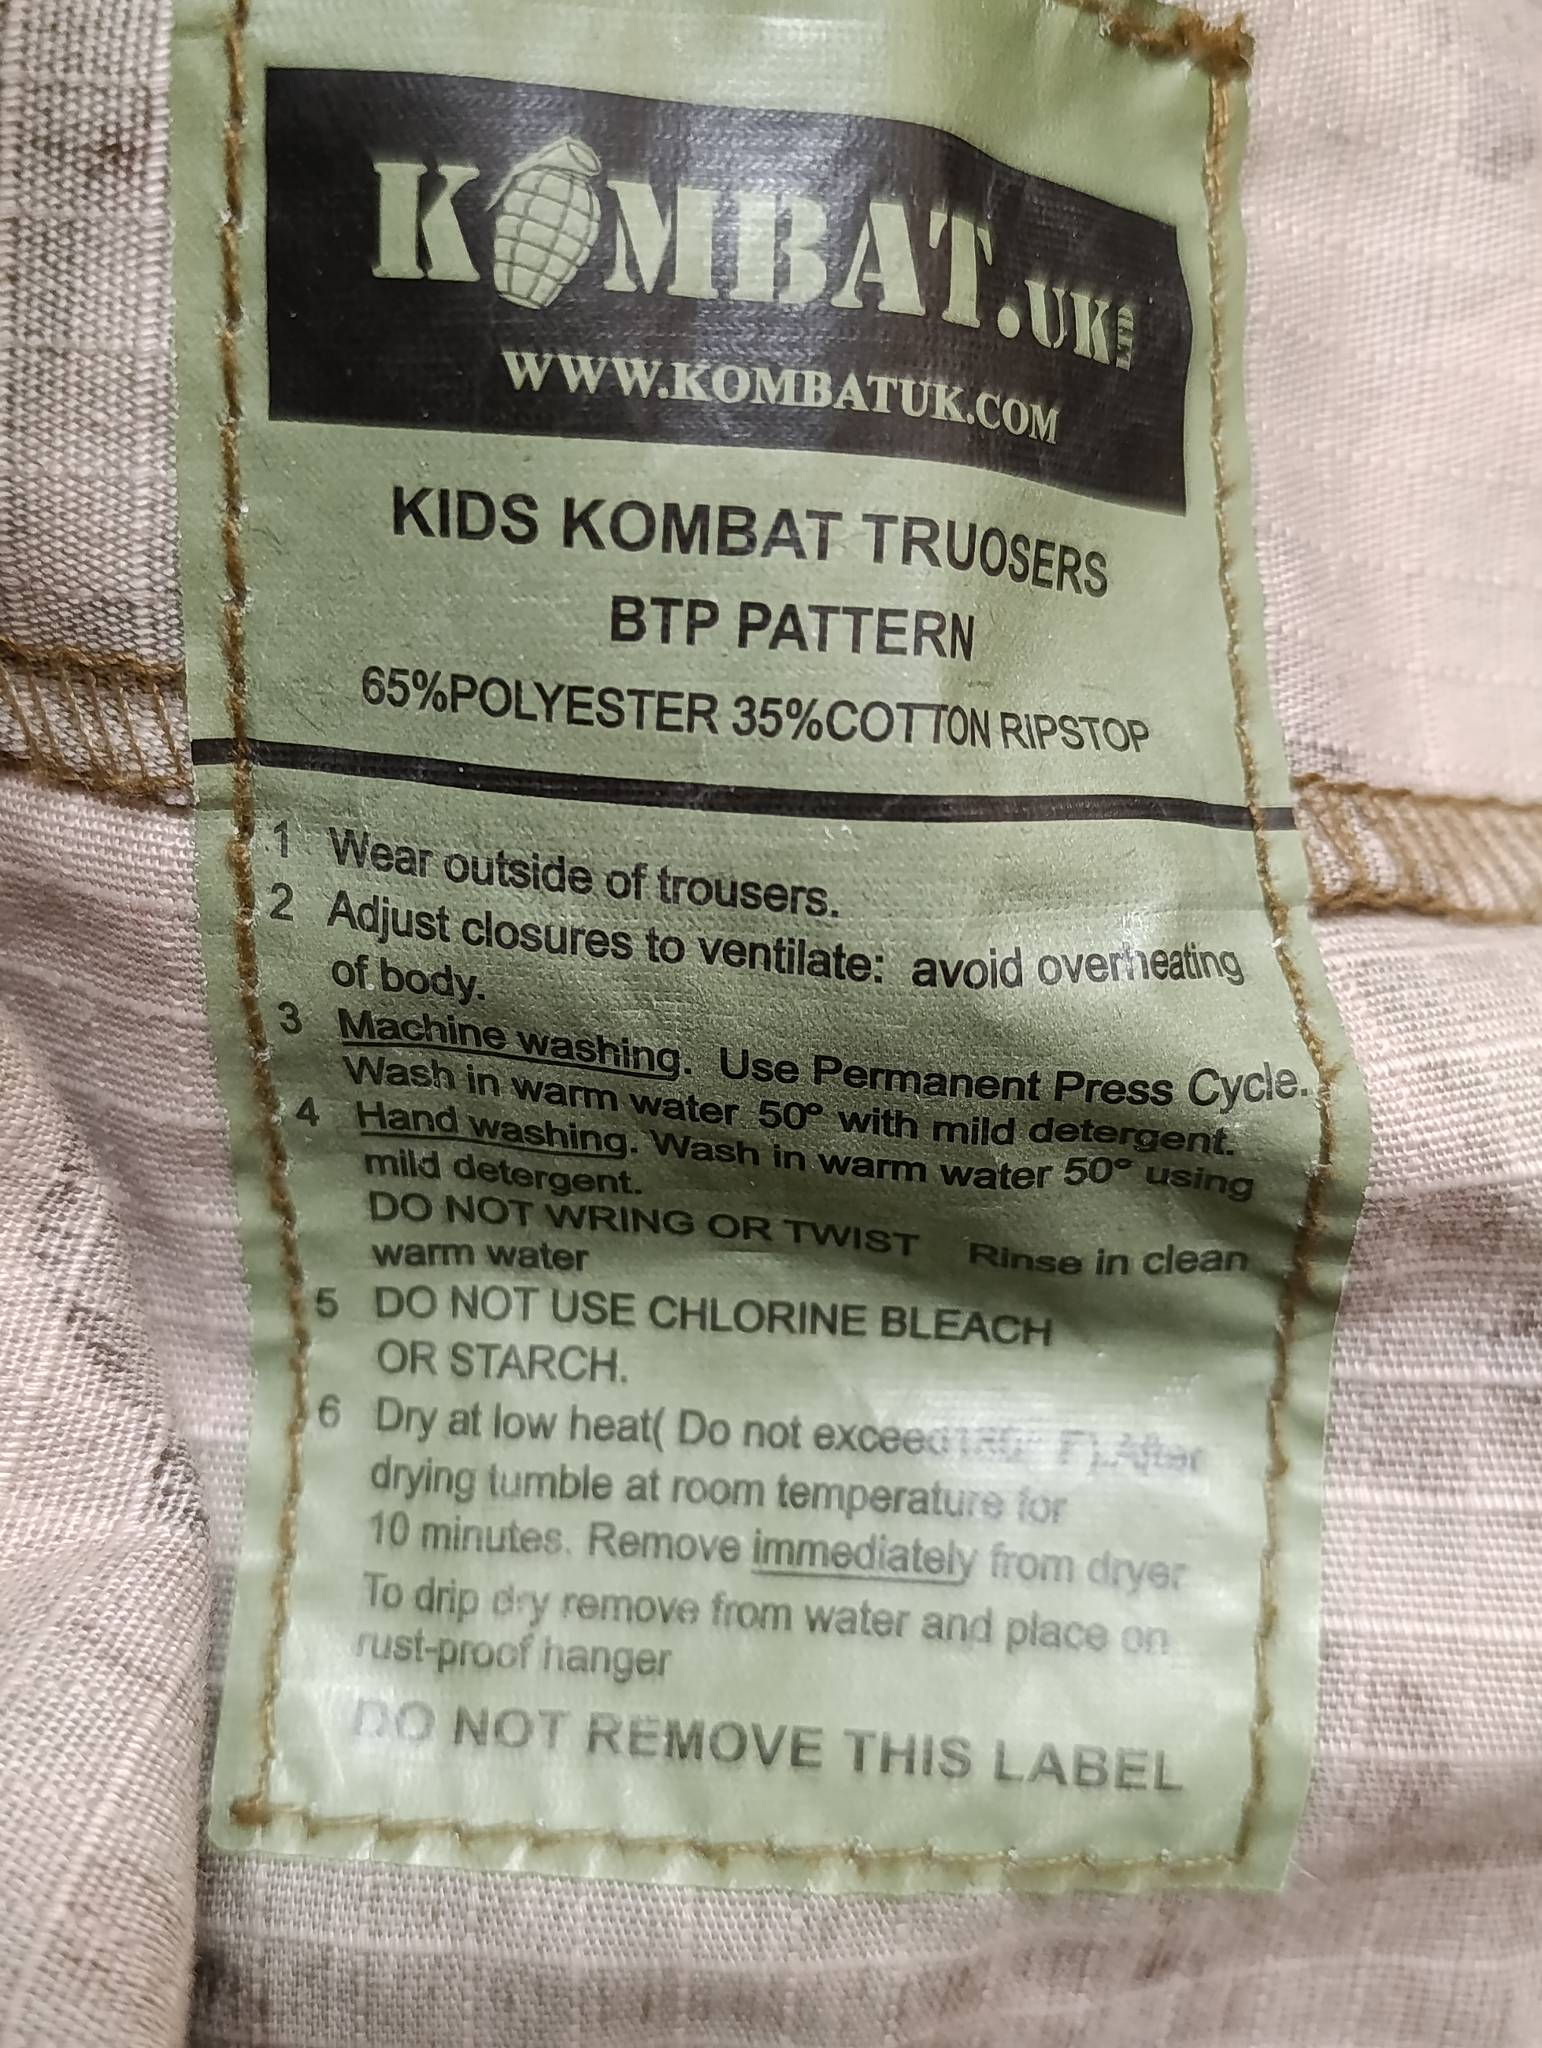 KOMBAT.UK LTD
WWW.KOMBATUK.COM
KIDS KOMBAT TRUOSERS
BTP PATTERN
65%POLYESTER 35%COTTON RIPSTOP
1 Wear outside of trousers.
2 Adjust closures to ventilate: avoid overheating
of body.
3 Machine washing. Use Permanent Press Cycle.
Wash in warm water 50° with mild detergent.
4 Hand washing. Wash in warm water 50° using
mild detergent.
DO NOT WRING OR TWIST Rinse in clean
warm water
5 DO NOT USE CHLORINE BLEACH
OR STARCH.
6 Dry at low heat( Do not exceed F).After
drying tumble at room temperature for
10 minutes. Remove immediately from dryer
To drip dry remove from water and place on
rust-proof hanger
DO NOT REMOVE THIS LABEL